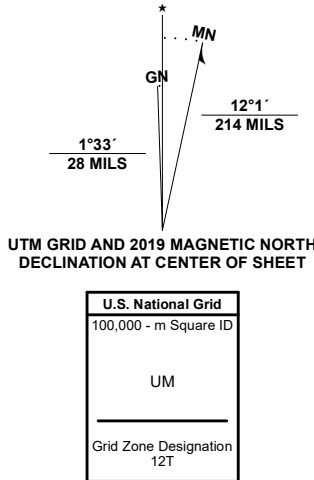 ★
MN
GN
1°33´
28 MILS
12°1´
214 MILS
UTM GRID AND 2019 MAGNETIC NORTH
DECLINATION AT CENTER OF SHEET
U.S. National Grid
100,000 - m Square ID
UM
Grid Zone Designation
12T